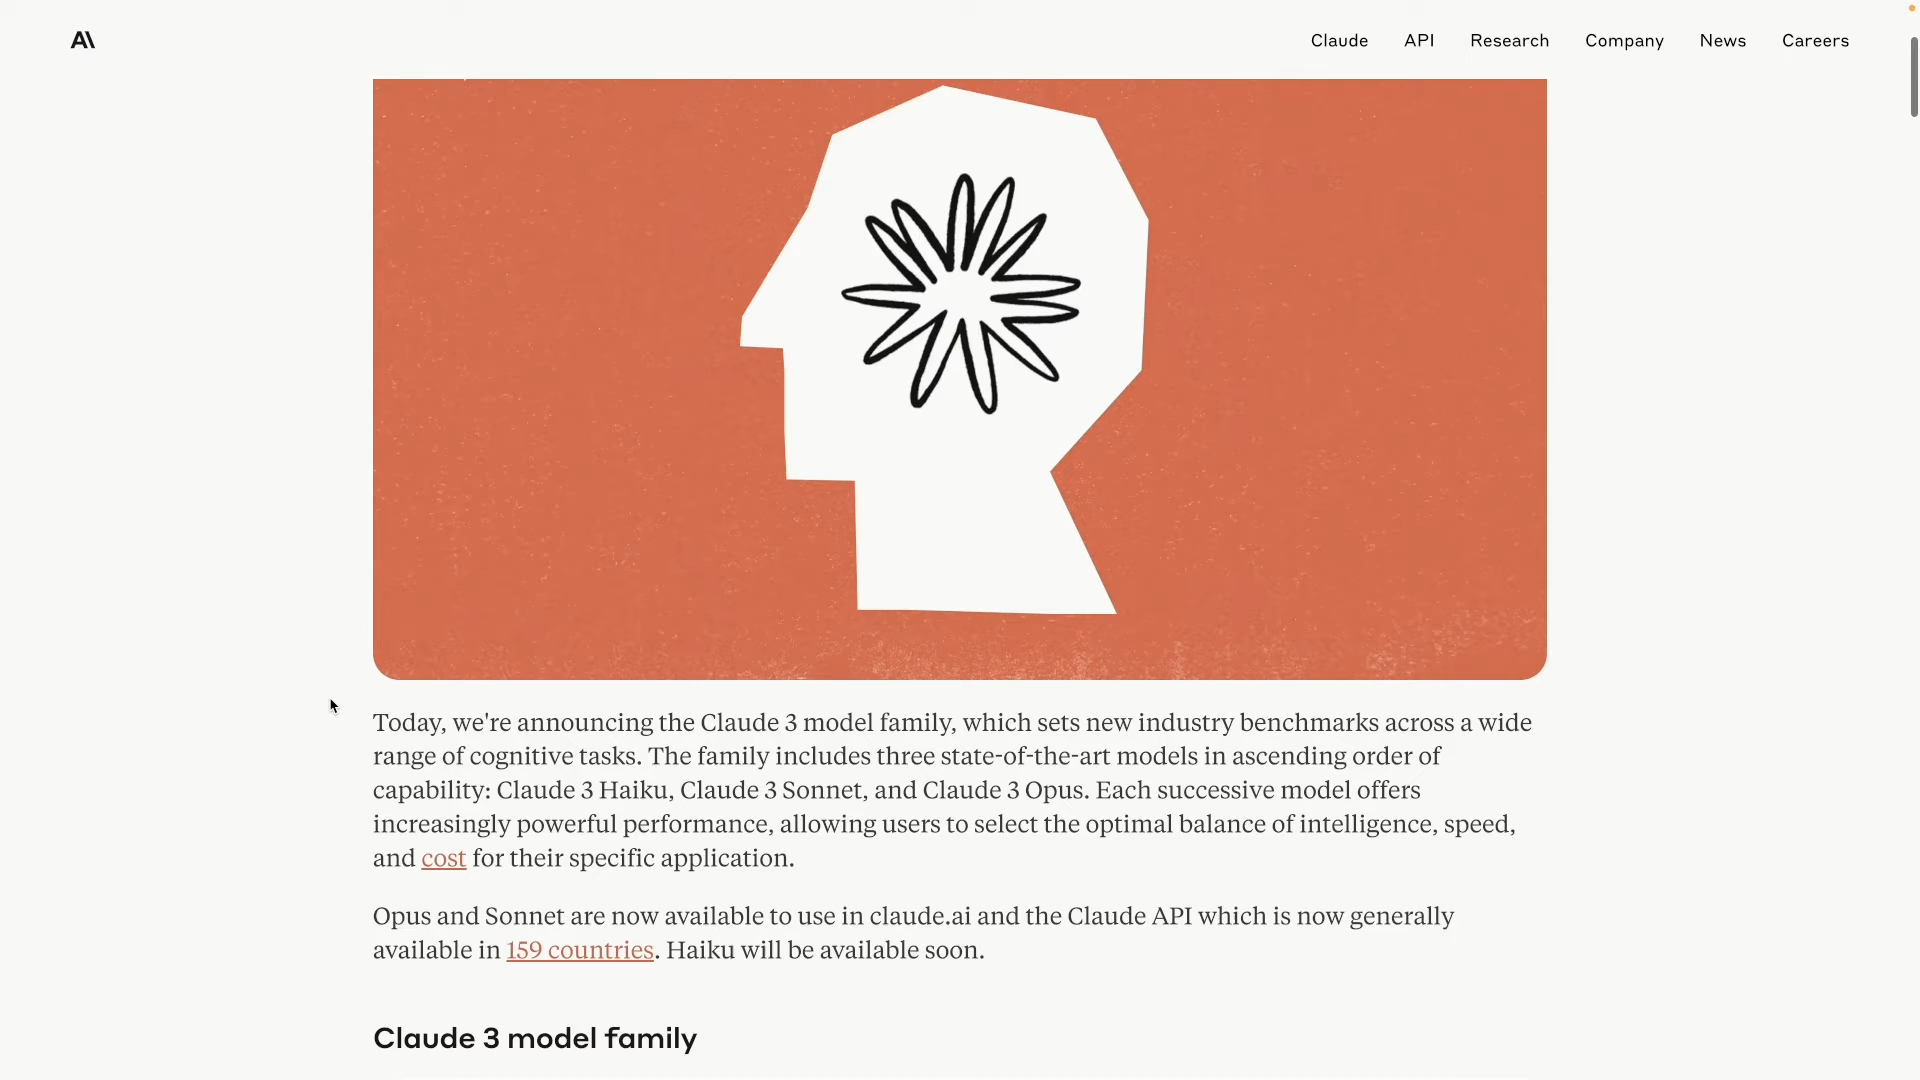 Claude API Research Company News Careers
Today, we're announcing the Claude 3 model family, which sets new industry benchmarks across a wide
range of cognitive tasks. The family includes three state-of-the-art models in ascending order of
capability: Claude 3 Haiku, Claude 3 Sonnet, and Claude 3 Opus. Each successive model offers
increasingly powerful performance, allowing users to select the optimal balance of intelligence, speed,
and cost for their specific application.
Opus and Sonnet are now available to use in claude.ai and the Claude API which is now generally
available in 159 countries. Haiku will be available soon.
Claude 3 model family